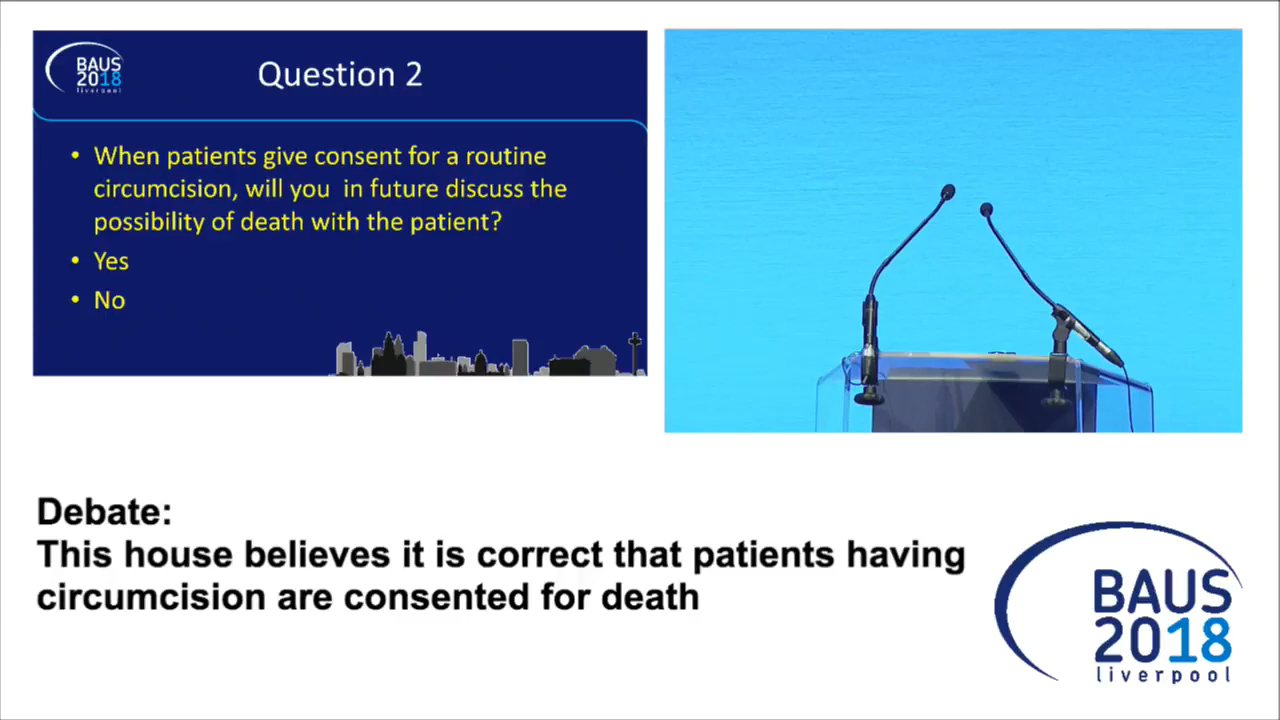 BAUS
2018
liverpool
Question 2
• When patients give consent for a routine
circumcision, will you in future discuss the
possibility of death with the patient?
• Yes
• No
Debate:
This house believes it is correct that patients having
circumcision are consented for death
BAUS
2018
liverpool